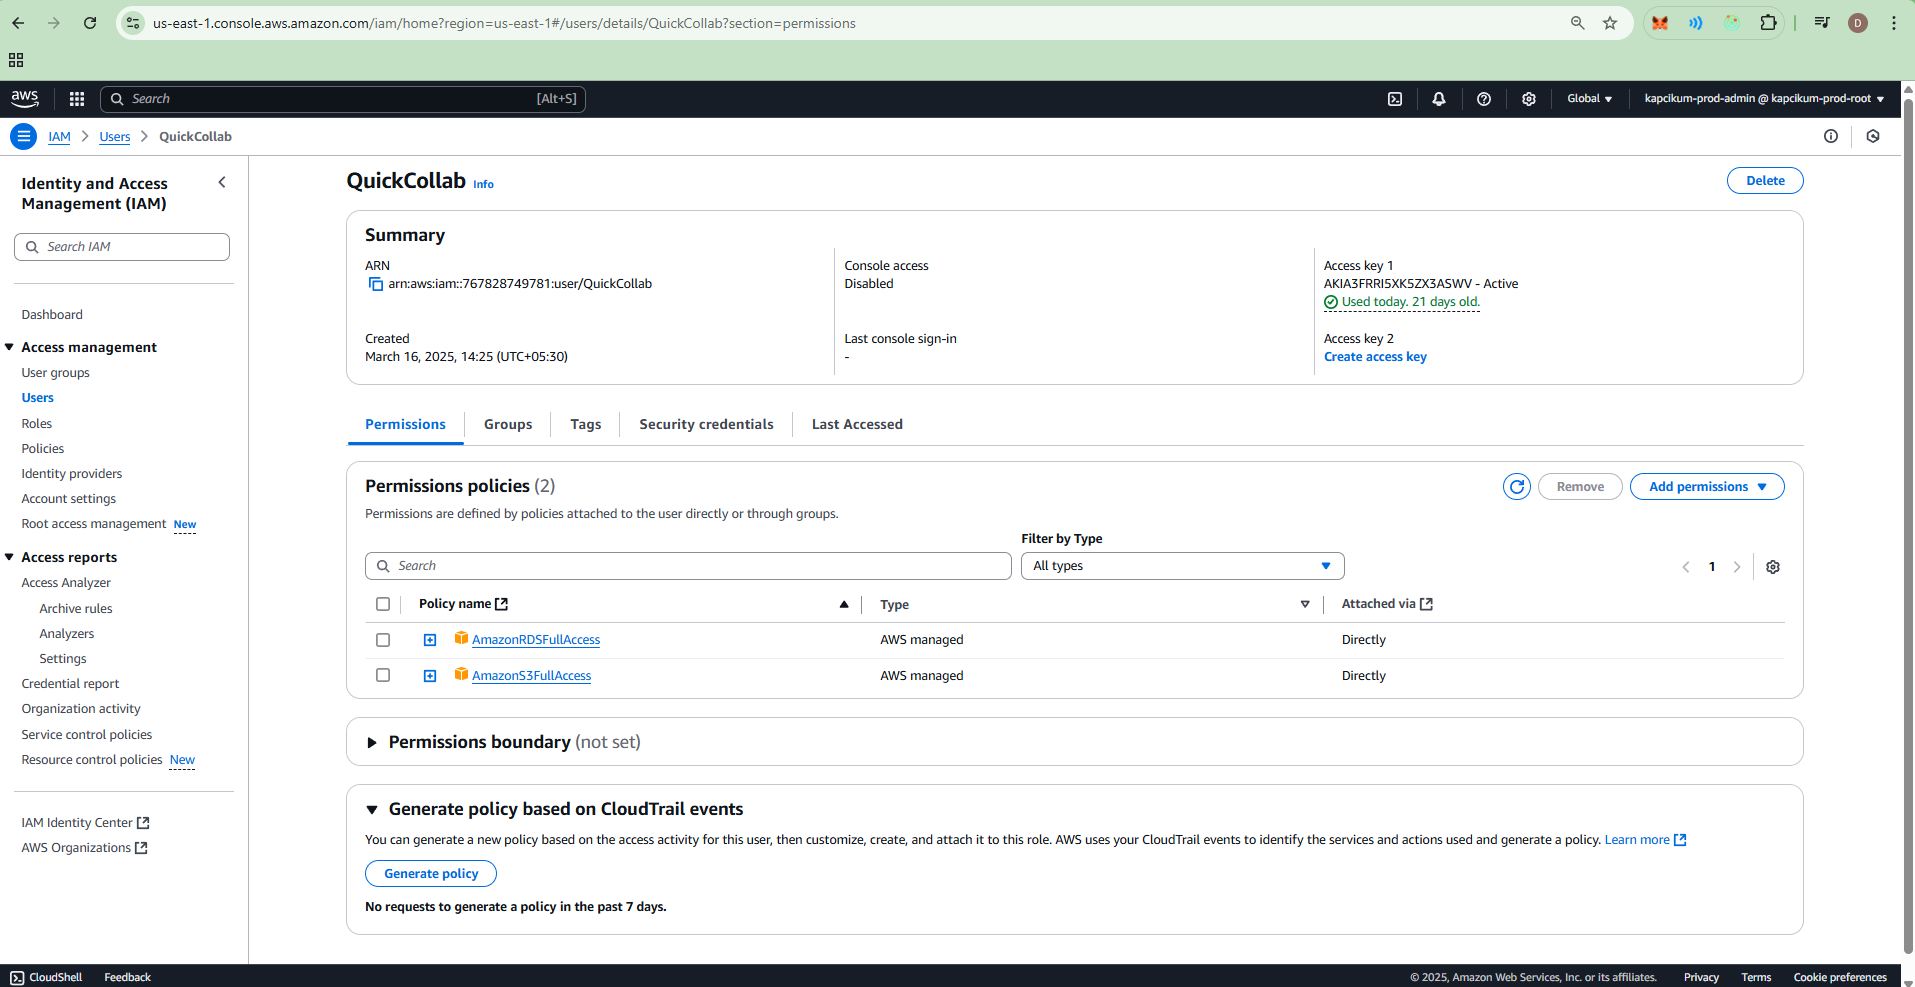 us-east-1.console.aws.amazon.com/iam/home?region=us-east-1#/users/details/QuickCollab?section=permissions
D
aws
Search
[Alt+S]
Global
kapcikum-prod-admin @ kapcikum-prod-root
IAM
Users
QuickCollab
Identity and Access Management (IAM)
Search IAM
Dashboard
Access management
User groups
Users
Roles
Policies
Identity providers
Account settings
Root access management New
Access reports
Access Analyzer
Archive rules
Analyzers
Settings
Credential report
Organization activity
Service control policies
Resource control policies New
IAM Identity Center
AWS Organizations
QuickCollab Info
Delete
Summary
ARN
arn:aws:iam::767828749781:user/QuickCollab
Created
March 16, 2025, 14:25 (UTC+05:30)
Console access
Disabled
Last console sign-in
-
Access key 1
AKIA3FRRI5XK5ZX3ASWV - Active
Used today. 21 days old.
Access key 2
Create access key
Permissions
Groups
Tags
Security credentials
Last Accessed
Permissions policies (2)
Remove
Add permissions
Permissions are defined by policies attached to the user directly or through groups.
Filter by Type
Search
All types
1
Policy name
Type
Attached via
AmazonRDSFullAccess
AWS managed
Directly
AmazonS3FullAccess
AWS managed
Directly
Permissions boundary (not set)
Generate policy based on CloudTrail events
You can generate a new policy based on the access activity for this user, then customize, create, and attach it to this role. AWS uses your CloudTrail events to identify the services and actions used and generate a policy. Learn more
Generate policy
No requests to generate a policy in the past 7 days.
CloudShell
Feedback
© 2025, Amazon Web Services, Inc. or its affiliates.
Privacy
Terms
Cookie preferences